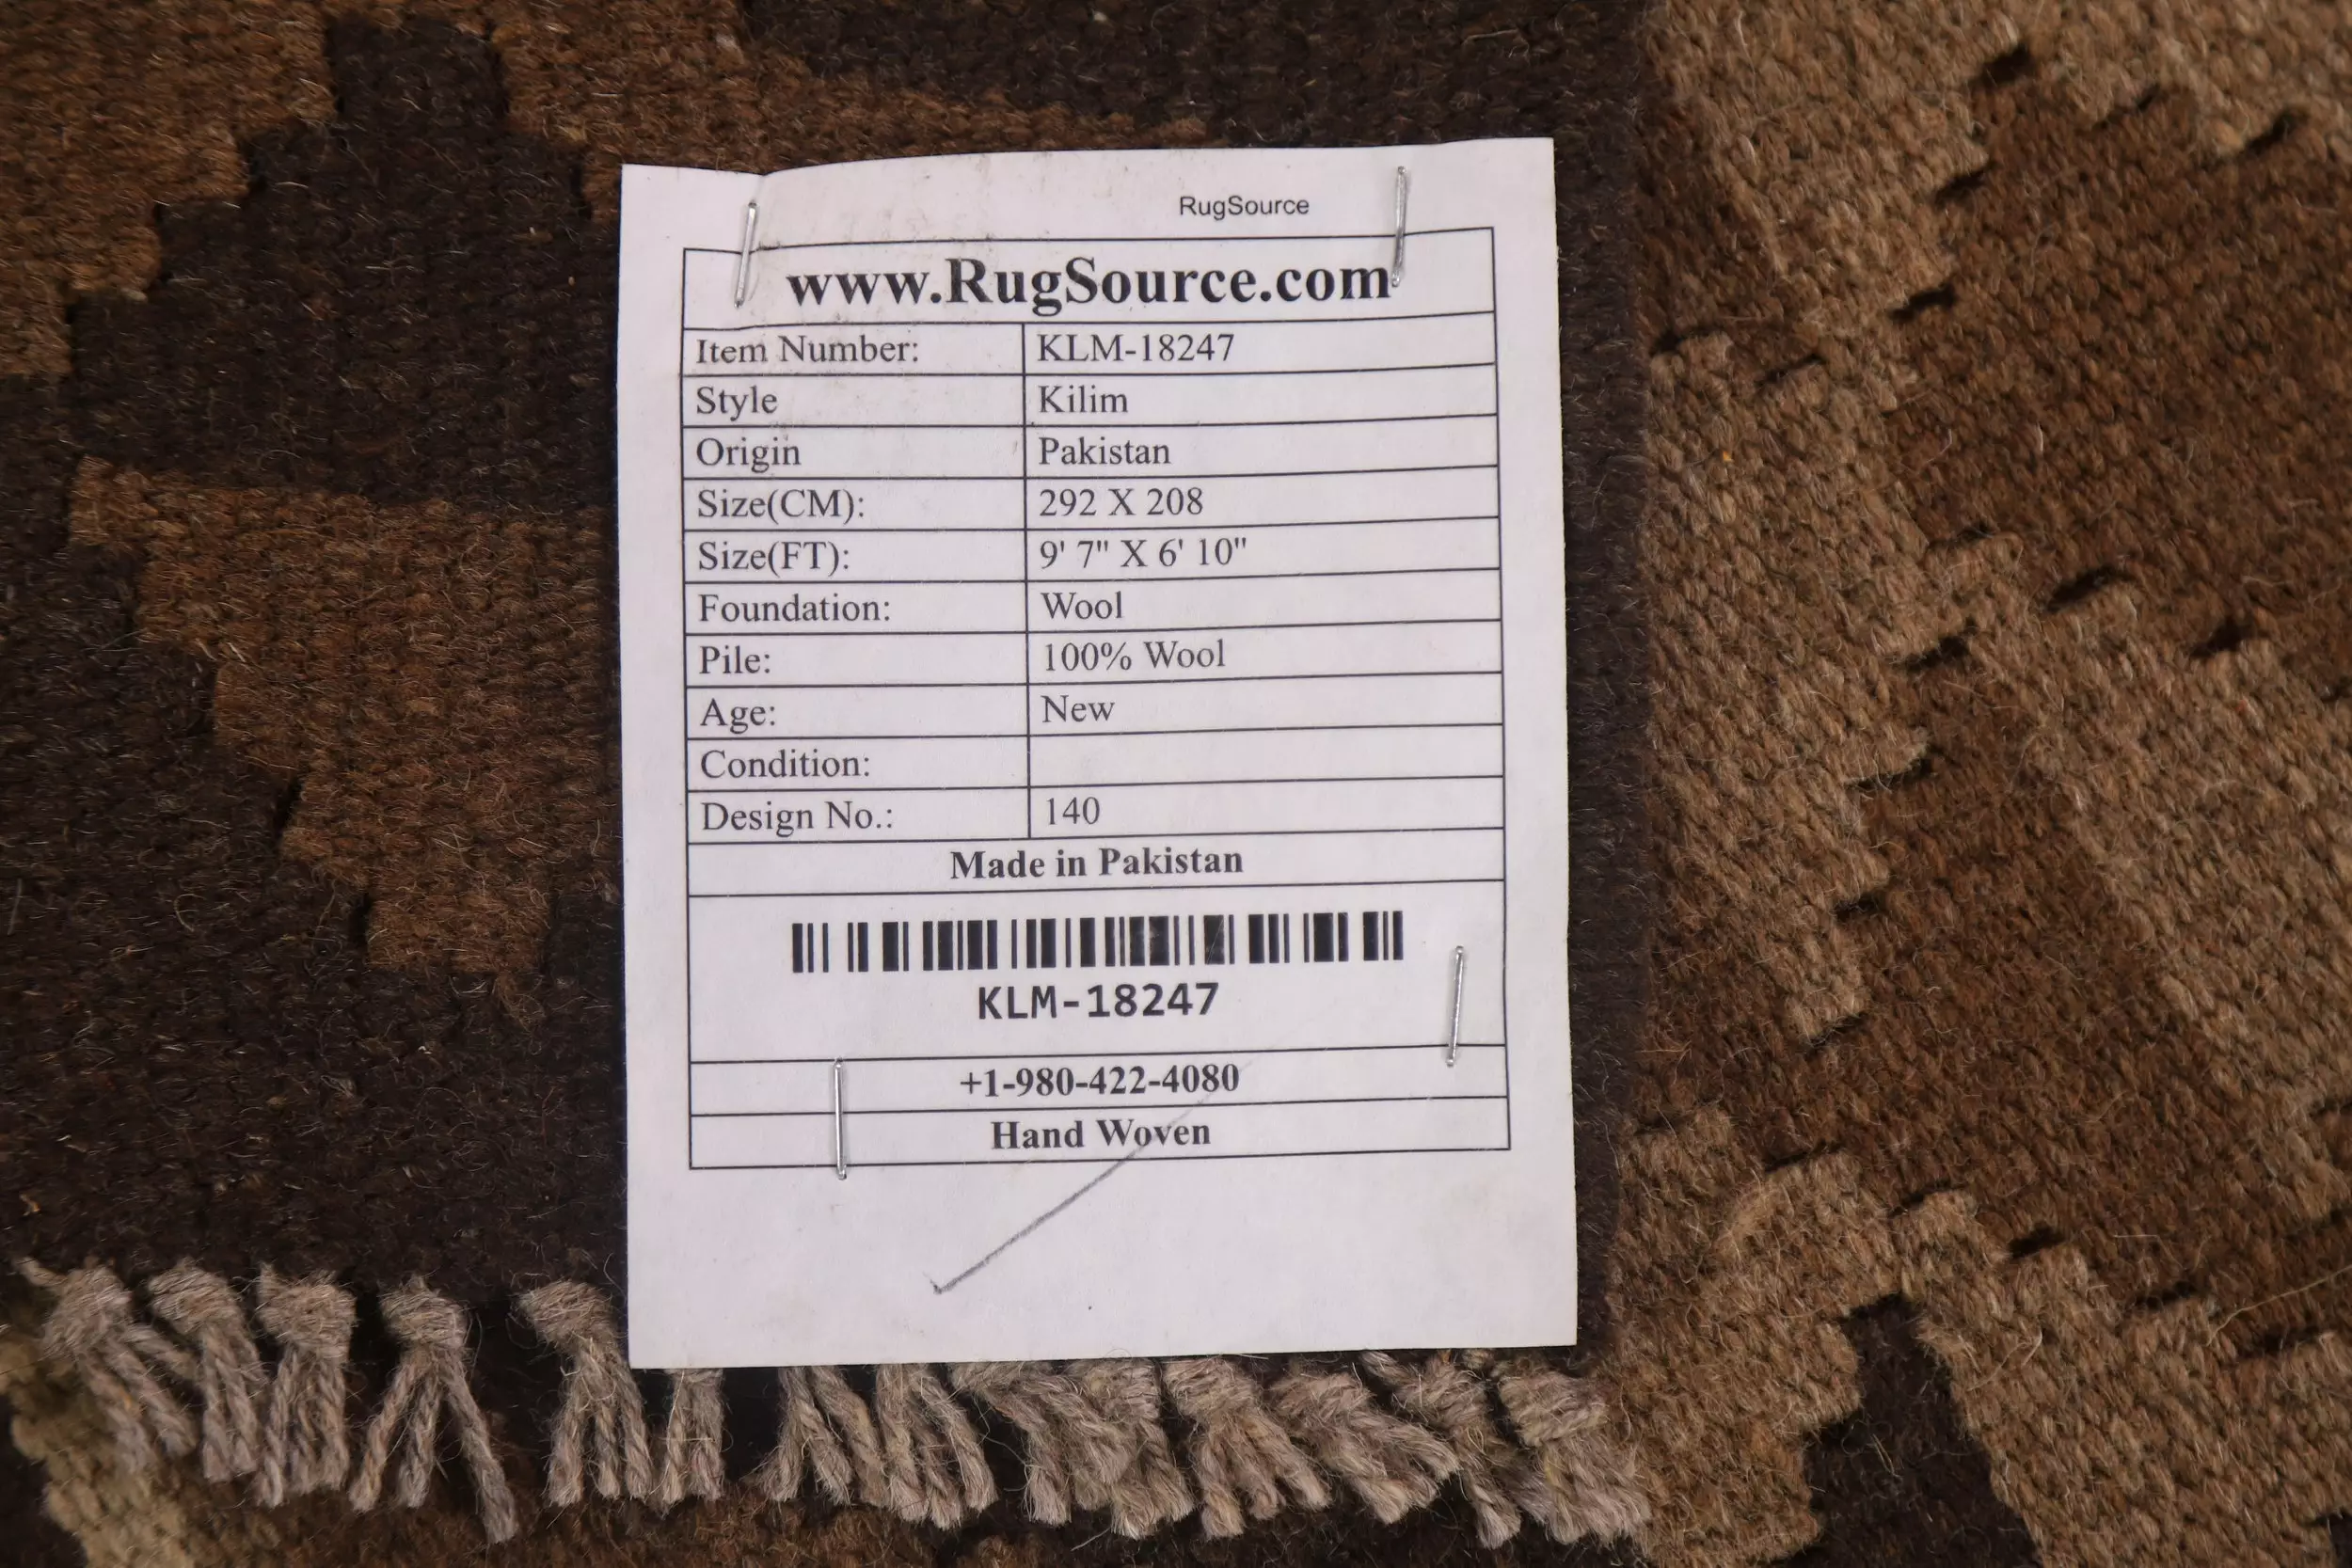 RugSource
www.RugSource.com
Item Number: KLM-18247
Style Kilim
Origin Pakistan
Size(CM): 292 X 208
Size(FT): 9' 7" X 6' 10"
Foundation: Wool
Pile: 100% Wool
Age: New
Condition:
Design No.: 140
Made in Pakistan
KLM-18247
+1-980-422-4080
Hand Woven